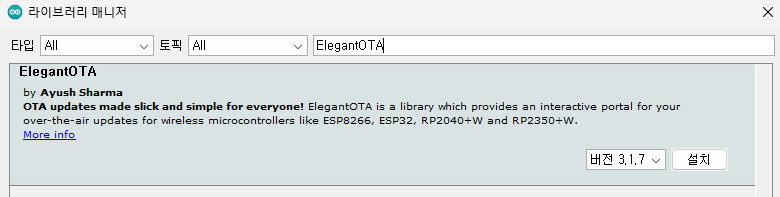 라이브러리 매니저
타입 All 토픽 All ElegantOTA
ElegantOTA
by Ayush Sharma
OTA updates made slick and simple for everyone! ElegantOTA is a library which provides an interactive portal for your
over-the-air updates for wireless microcontrollers like ESP8266, ESP32, RP2040+W and RP2350+W.
More info
버전 3.1.7 설치